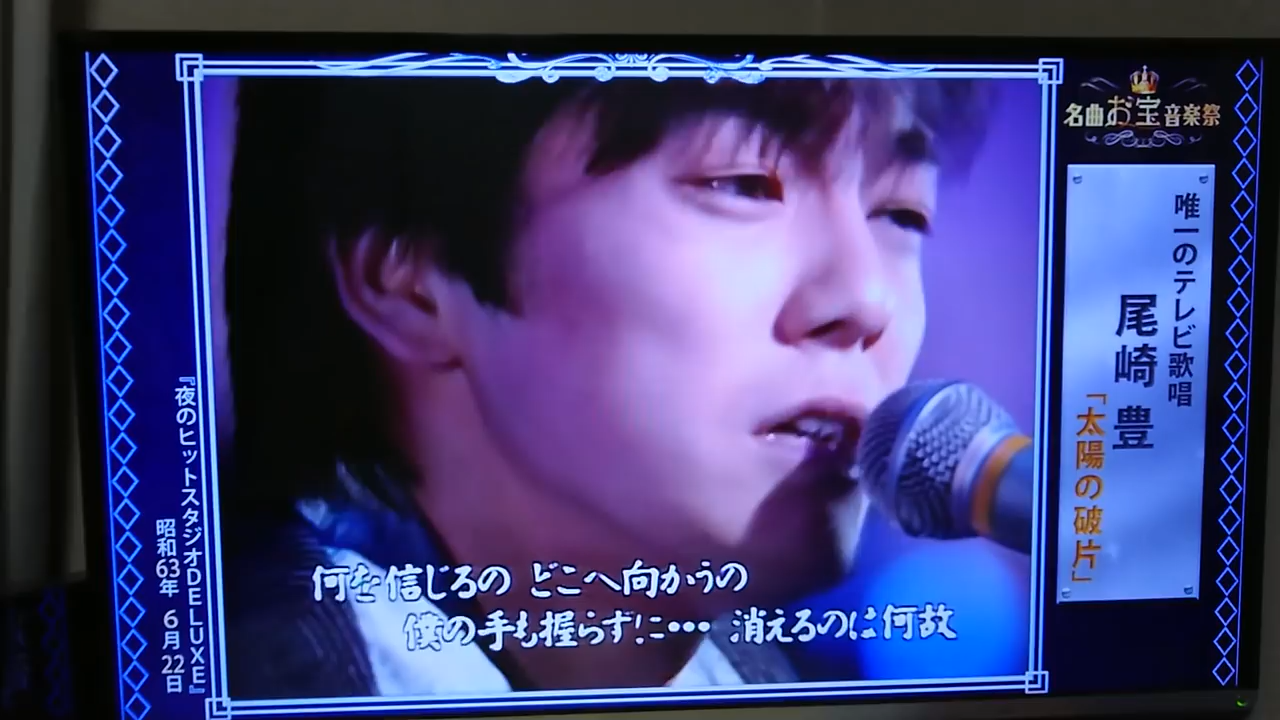 名曲お宝音楽祭
唯一のテレビ歌唱
尾崎 豊
「太陽の破片」
『夜のヒットスタジオDELUXE』
昭和63年 6月22日
何を信じるの どこへ向かうの
僕の手も握らずに・・・ 消えるのは何故